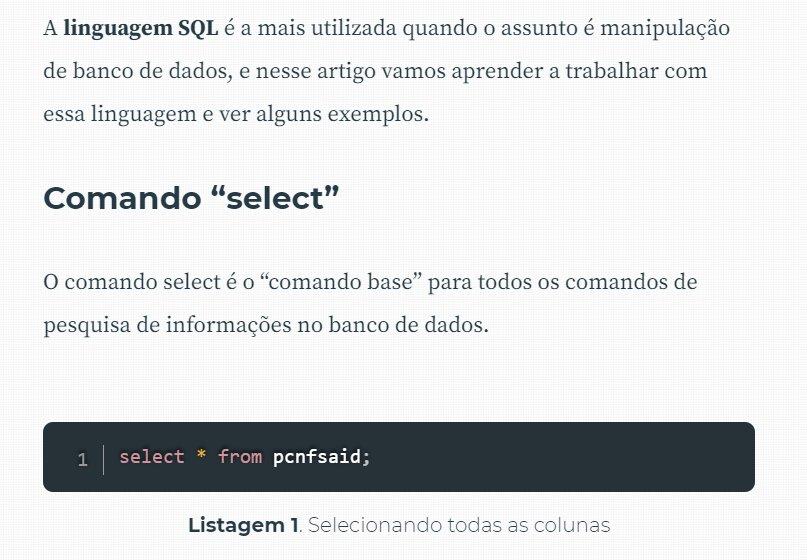 A linguagem SQL é a mais utilizada quando o assunto é manipulação
de banco de dados, e nesse artigo vamos aprender a trabalhar com
essa linguagem e ver alguns exemplos.
Comando “select”
O comando select é o “comando base” para todos os comandos de
pesquisa de informações no banco de dados.
1 select * from pcnfsaid;
Listagem 1. Selecionando todas as colunas